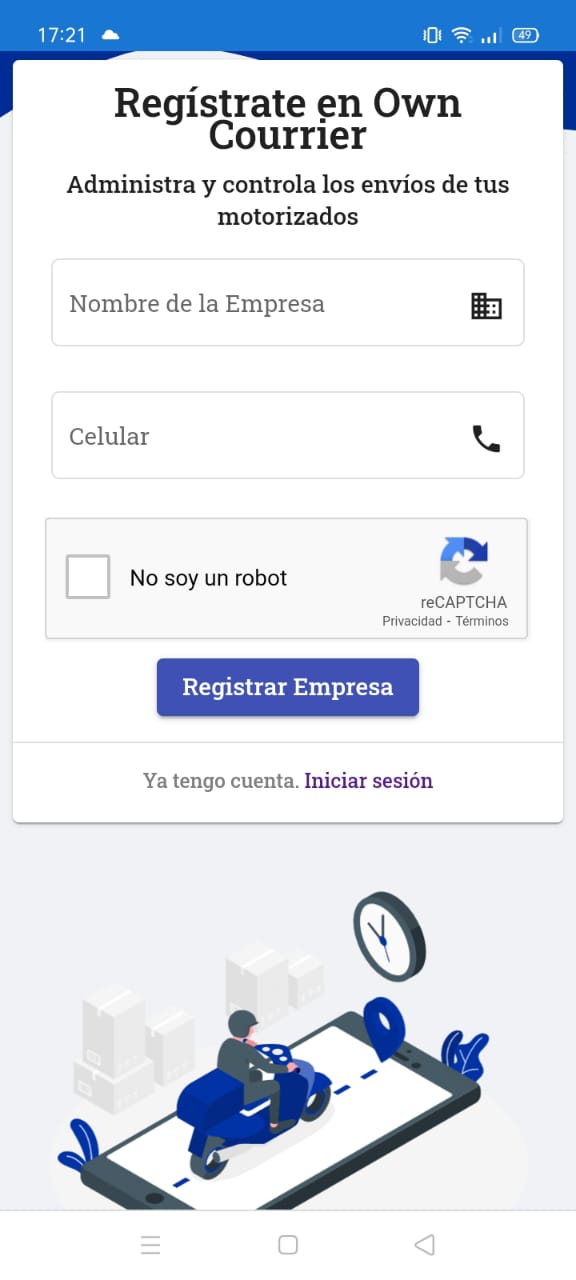 17:21
49
Regístrate en Own
Courrier
Administra y controla los envíos de tus
motorizados
Nombre de la Empresa
Celular
No soy un robot
reCAPTCHA
Privacidad - Términos
Registrar Empresa
Ya tengo cuenta. Iniciar sesión